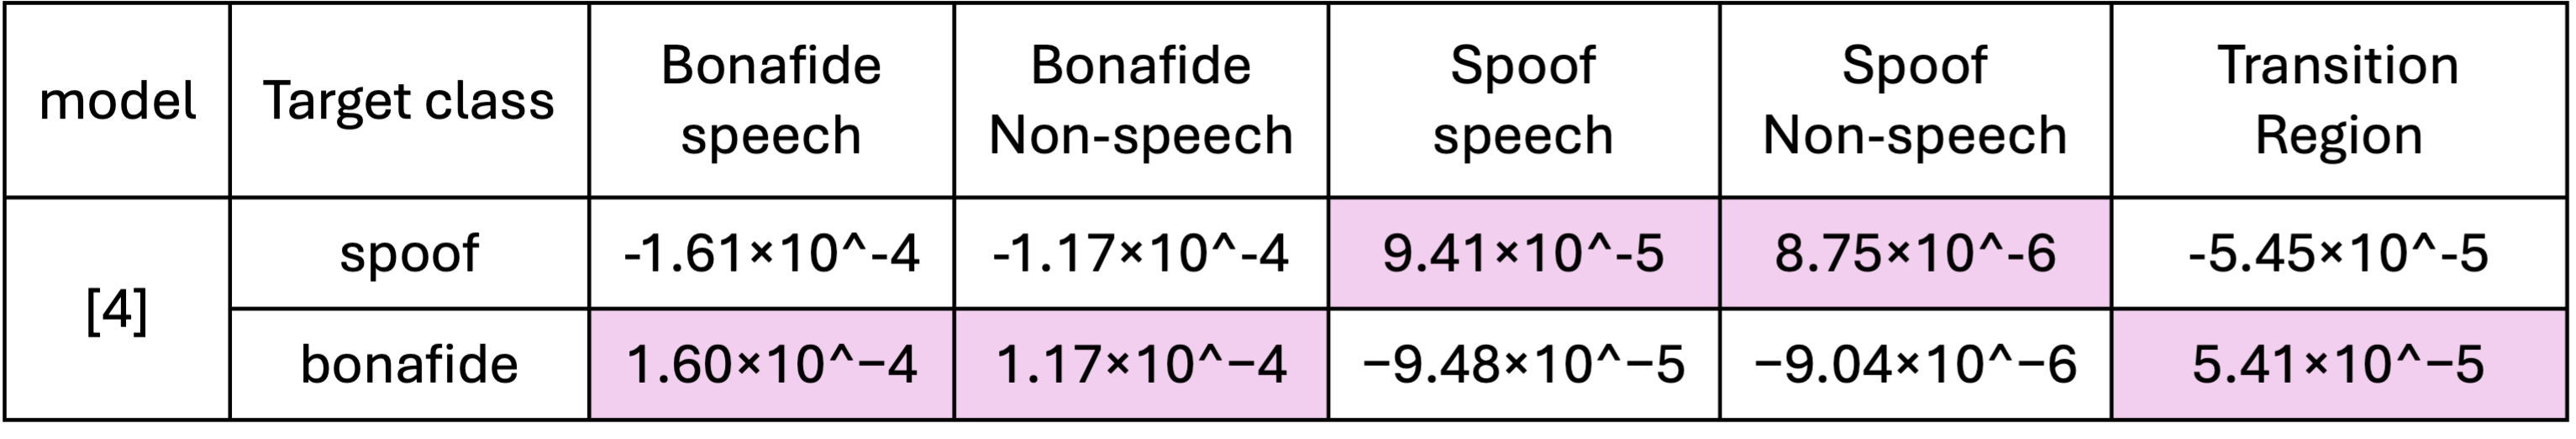 model | Target class | Bonafide speech | Bonafide Non-speech | Spoof speech | Spoof Non-speech | Transition Region
[4] | spoof | -1.61×10^-4 | -1.17×10^-4 | 9.41×10^-5 | 8.75×10^-6 | -5.45×10^-5
bonafide | 1.60×10^−4 | 1.17×10^−4 | −9.48×10^−5 | −9.04×10^−6 | 5.41×10^−5